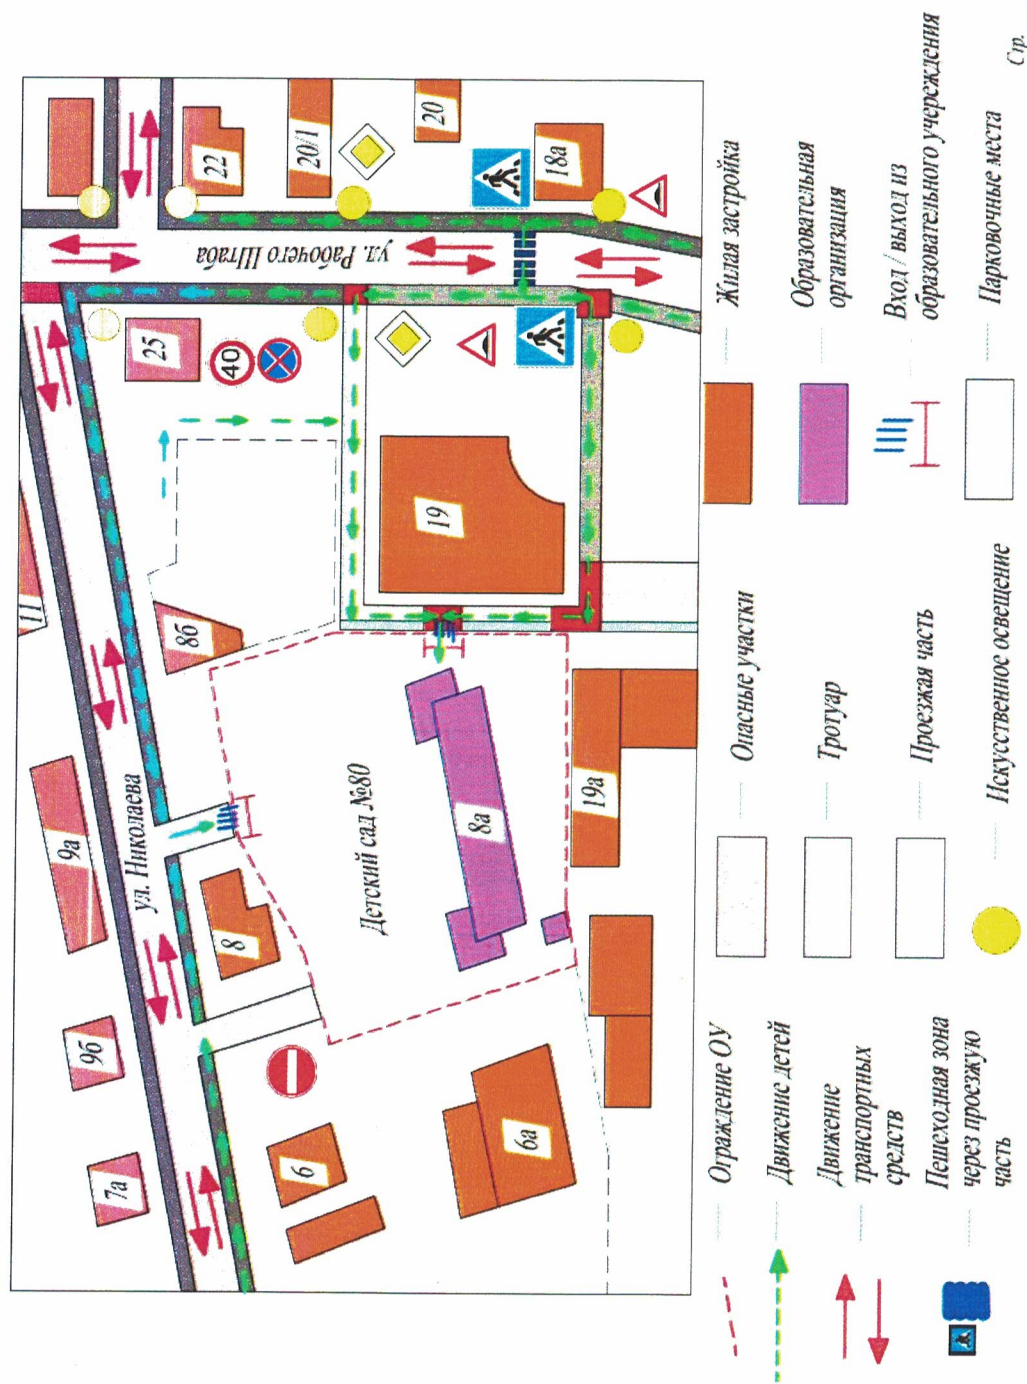 7а
9б
9а
11
ул. Николаева
6
8
8б
25
40
22
20/1
20
18а
ул. Рабочего Штаба
Детский сад №80
8а
19
6а
19а
Ограждение ОУ
Движение детей
Движение
транспортных
средств
Пешеходная зона
через проезжую
часть
Опасные участки
Тротуар
Проезжая часть
Искусственное освещение
Жилая застройка
Образовательная
организация
Вход / выход из
образовательного учереждения
Парковочные места
Стр.